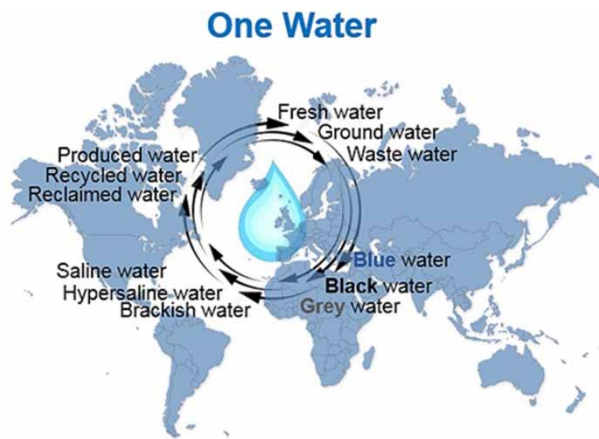 One Water
Fresh water
Ground water
Waste water
Produced water
Recycled water
Reclaimed water
Blue water
Black water
Grey water
Saline water
Hypersaline water
Brackish water